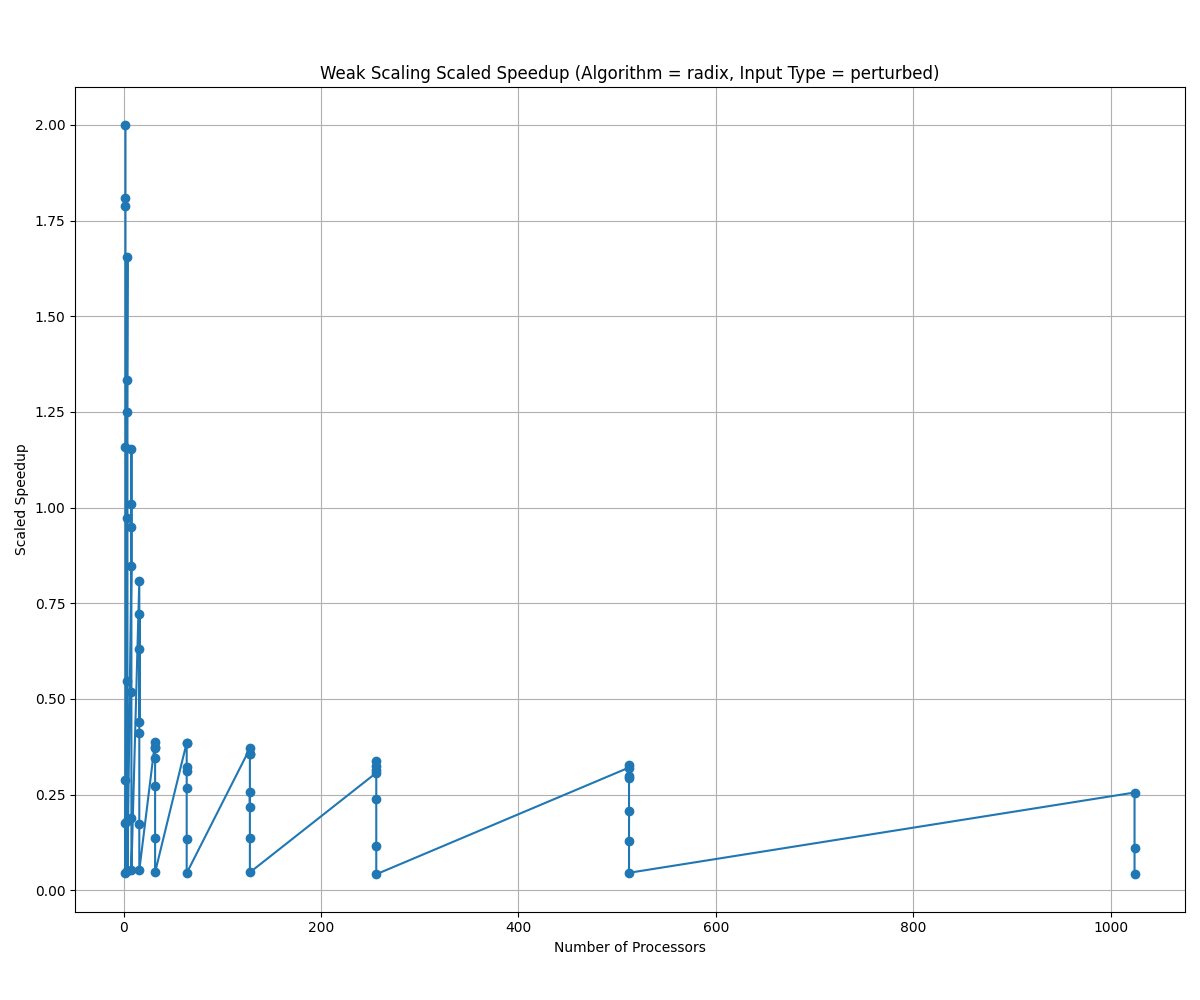 Weak Scaling Scaled Speedup (Algorithm = radix, Input Type = perturbed)
2.00
1.75
1.50
1.25
1.00
0.75
0.50
0.25
0.00
Scaled Speedup
0 200 400 600 800 1000
Number of Processors